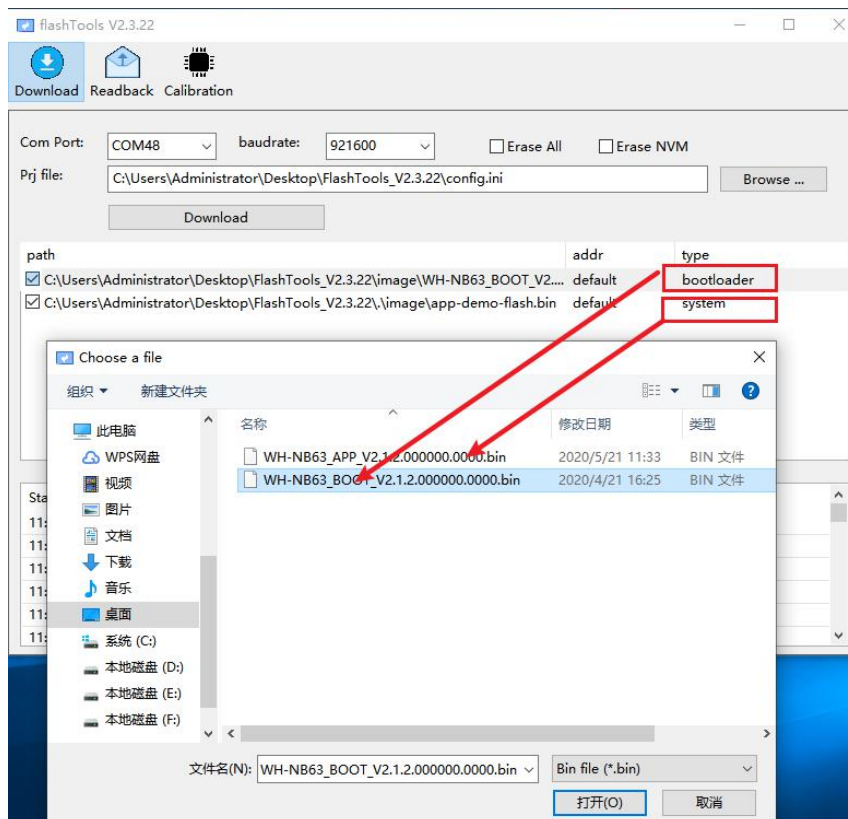 flashTools V2.3.22
Download Readback Calibration
Com Port: COM48 baudrate: 921600 Erase All Erase NVM
Prj file: C:\Users\Administrator\Desktop\FlashTools_V2.3.22\config.ini Browse ...
Download
path addr type
C:\Users\Administrator\Desktop\FlashTools_V2.3.22\image\WH-NB63_BOOT_V2.... default bootloader
C:\Users\Administrator\Desktop\FlashTools_V2.3.22\.\image\app-demo-flash.bin default system
Choose a file
组织 新建文件夹
此电脑 名称 修改日期 类型
WPS网盘 WH-NB63_APP_V2.1.2.000000.0000.bin 2020/5/21 11:33 BIN 文件
视频 WH-NB63_BOOT_V2.1.2.000000.0000.bin 2020/4/21 16:25 BIN 文件
Sta
图片
11:
文档
11:
下载
11:
音乐
11:
桌面
11:
系统 (C:)
11:
本地磁盘 (D:)
本地磁盘 (E:)
本地磁盘 (F:)
文件名(N): WH-NB63_BOOT_V2.1.2.000000.0000.bin Bin file (*.bin)
打开(O) 取消